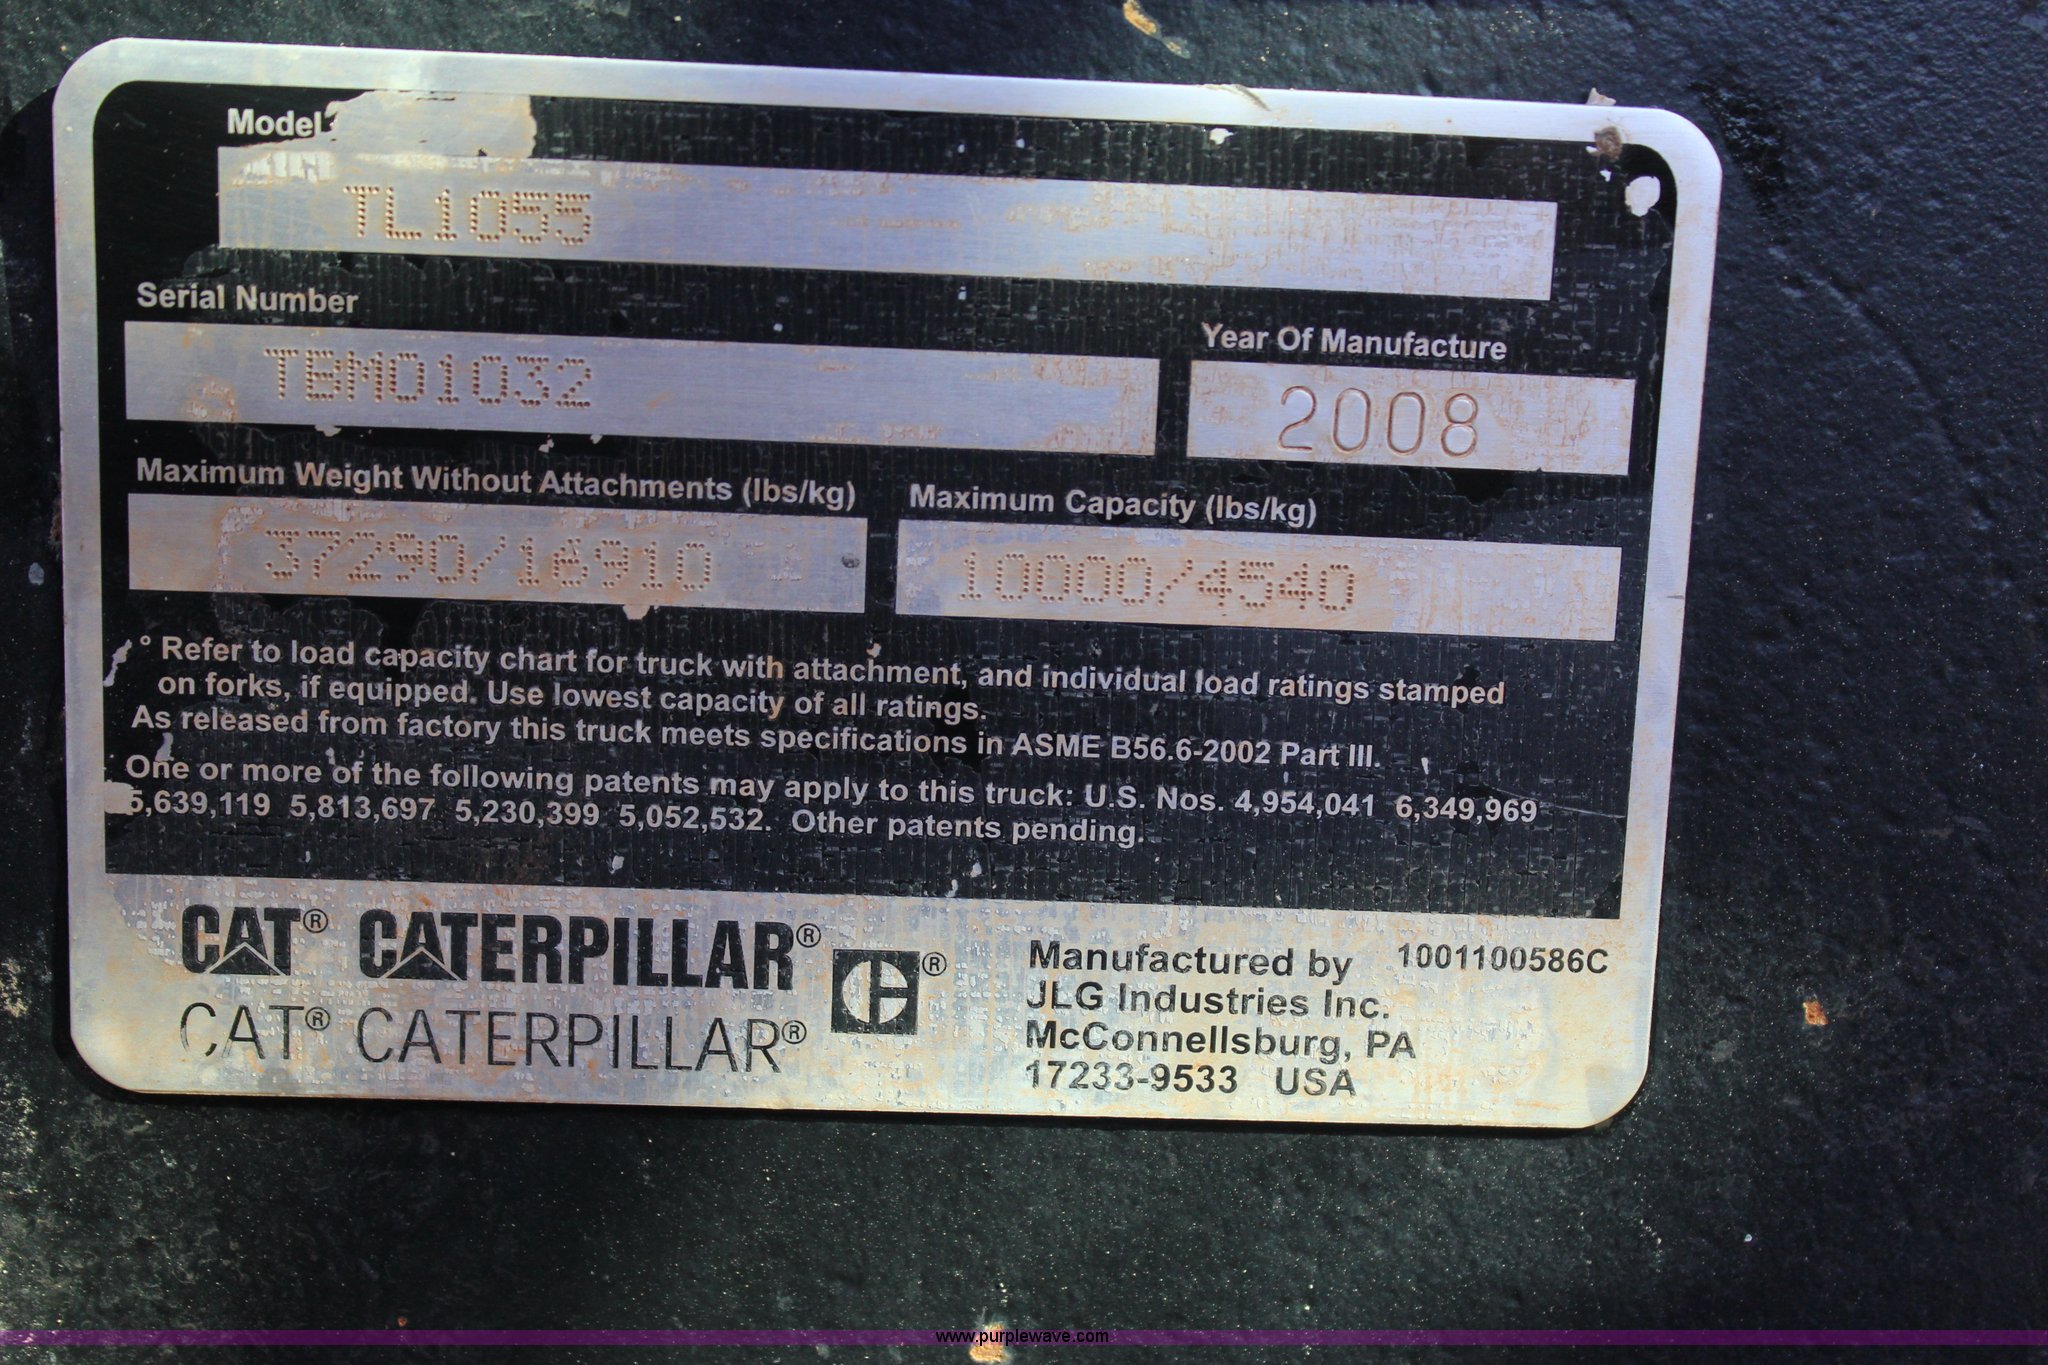 Model
TL1055
Serial Number
TBM01032
Year Of Manufacture
2008
Maximum Weight Without Attachments (lbs/kg)
37290/16910
Maximum Capacity (lbs/kg)
10000/4540
° Refer to load capacity chart for truck with attachment, and individual load ratings stamped
on forks, if equipped. Use lowest capacity of all ratings.
As released from factory this truck meets specifications in ASME B56.6-2002 Part III.
One or more of the following patents may apply to this truck: U.S. Nos. 4,954,041 6,349,969
5,639,119 5,813,697 5,230,399 5,052,532. Other patents pending.
CAT® CATERPILLAR®
CAT® CATERPILLAR®
®
Manufactured by 1001100586C
JLG Industries Inc.
McConnellsburg, PA
17233-9533 USA
www.purplewave.com